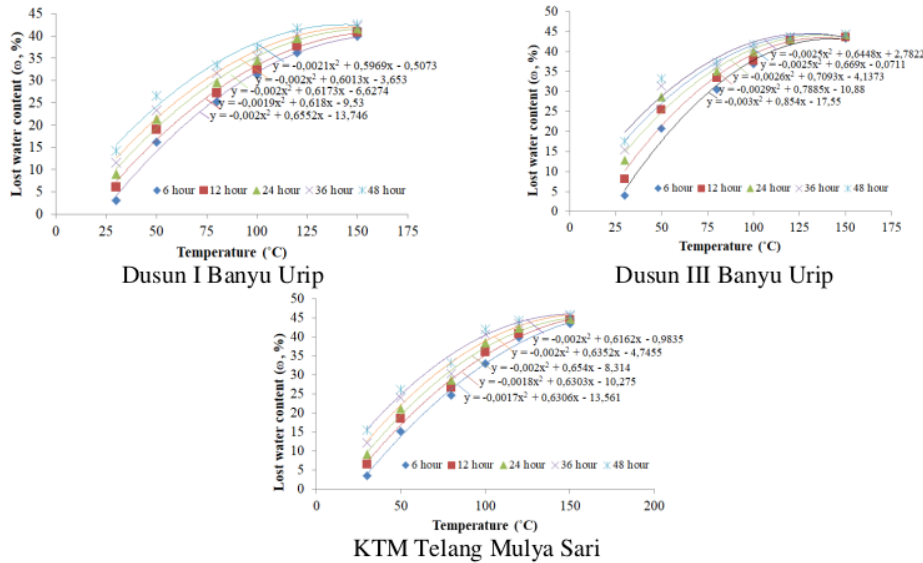 45
40
35
30
25
20
15
10
5
0
Lost water content (ω, %)
y = -0,0021x² + 0,5969x - 0,5073
y = -0,002x² + 0,6013x - 3,653
y = -0,002x² + 0,6173x - 6,6274
y = -0,0019x² + 0,618x - 9.53
y = -0,002x² + 0,6552x - 13,746
6 hour 12 hour 24 hour 36 hour 48 hour
0 25 50 75 100 125 150 175
Temperature (˚C)
Dusun I Banyu Urip
50
45
40
35
30
25
20
15
10
5
0
Lost water content (ω, %)
y = -0,0025x² + 0,6448x + 2,7822
y = -0,0025x² + 0,669x - 0,0711
y = -0,0026x² + 0,7093x - 4,1373
y = -0,0029x² + 0,7885x - 10,88
y = -0,003x² + 0,854x - 17,55
6 hour 12 hour 24 hour 36 hour 48 hour
0 25 50 75 100 125 150 175
Temperature (˚C)
Dusun III Banyu Urip
50
45
40
35
30
25
20
15
10
5
0
Lost water content (ω, %)
y = -0,002x² + 0,6162x - 0,9835
y = -0,002x² + 0,6352x - 4,7455
y = -0,002x² + 0,654x - 8,314
y = -0,0018x² + 0,6303x - 10,275
y = -0,0017x² + 0,6306x - 13,561
6 hour 12 hour 24 hour 36 hour 48 hour
0 50 100 150 200
Temperature (˚C)
KTM Telang Mulya Sari